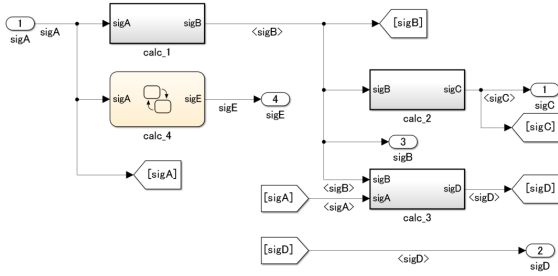 1
sigA
sigA
sigA
sigB
calc_1
<sigB>
[sigB]
sigA
sigE
calc_4
sigE
4
sigE
sigB
sigC
calc_2
<sigC>
1
sigC
[sigC]
3
sigB
[sigA]
[sigA]
<sigB>
<sigA>
sigB
sigA
sigD
calc_3
<sigD>
[sigD]
[sigD]
<sigD>
2
sigD